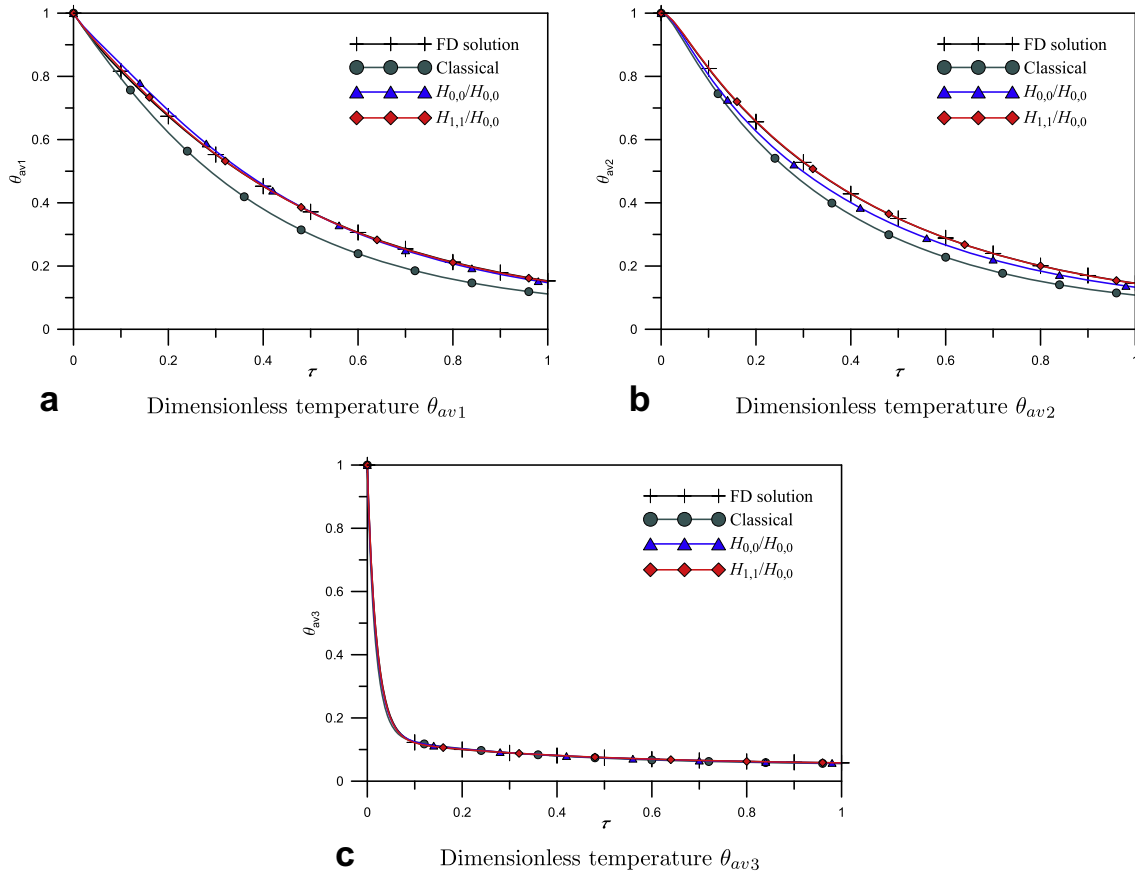 1
0.8
0.6
0.4
0.2
0
0
0.2
0.4
0.6
0.8
1
θav1
τ
FD solution
Classical
H0,0/H0,0
H1,1/H0,0
a Dimensionless temperature θav1
1
0.8
0.6
0.4
0.2
0
0
0.2
0.4
0.6
0.8
1
θav2
τ
FD solution
Classical
H0,0/H0,0
H1,1/H0,0
b Dimensionless temperature θav2
1
0.8
0.6
0.4
0.2
0
0
0.2
0.4
0.6
0.8
1
θav3
τ
FD solution
Classical
H0,0/H0,0
H1,1/H0,0
c Dimensionless temperature θav3